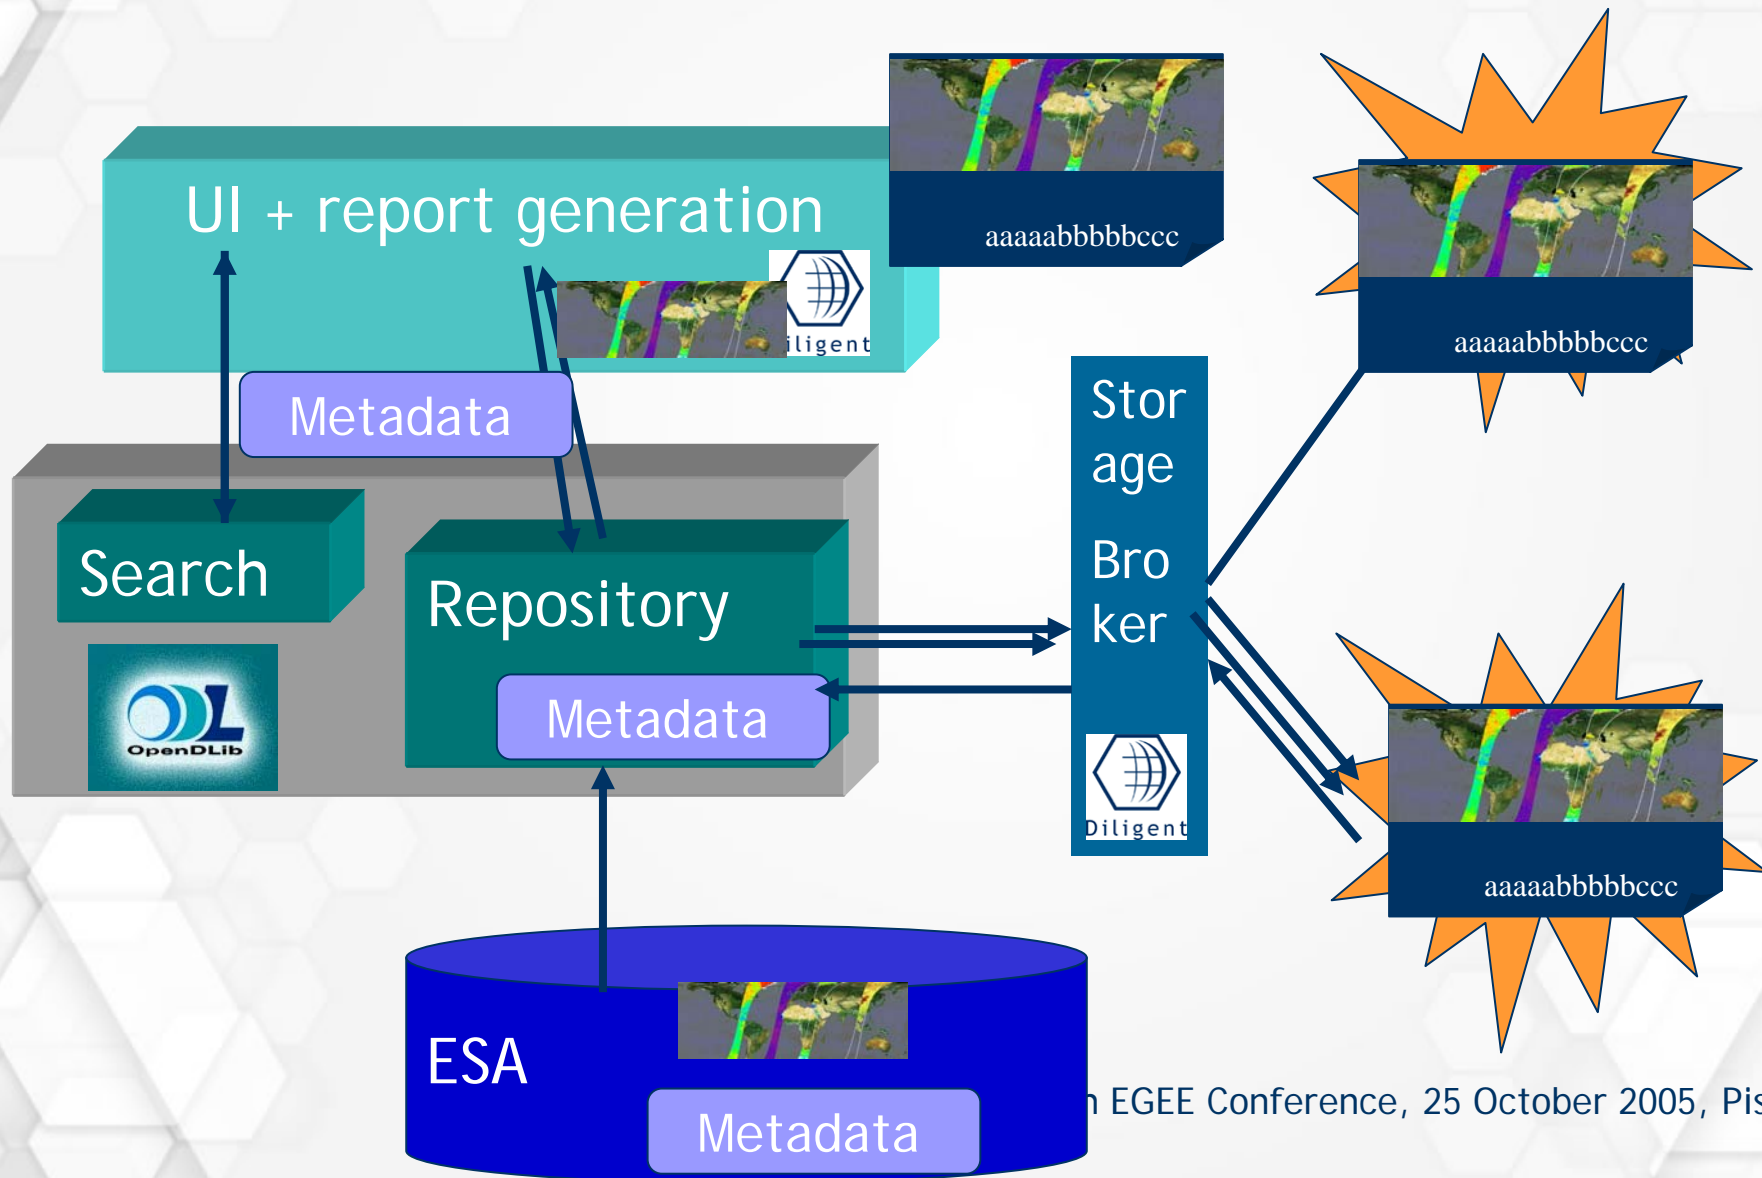 aaaaabbbbbccc
UI + report generation
aaaaabbbbbccc
iligent
Metadata
Stor
age
Bro
ker
Search
Repository
Metadata
OpenDLib
Diligent
aaaaabbbbbccc
ESA
EGEE Conference, 25 October 2005,
Metadata